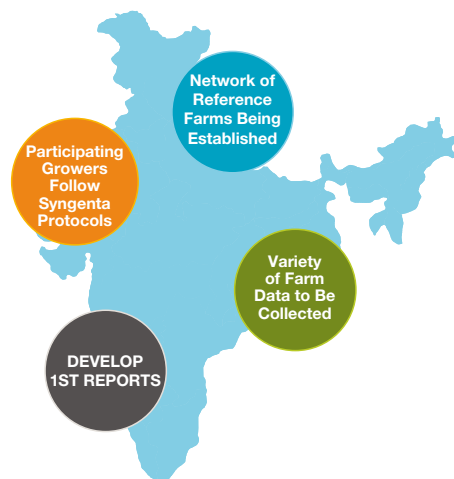 Network of
Reference
Farms Being
Established
Participating
Growers
Follow
Syngenta
Protocols
Variety
of Farm
Data to Be
Collected
DEVELOP
1ST REPORTS